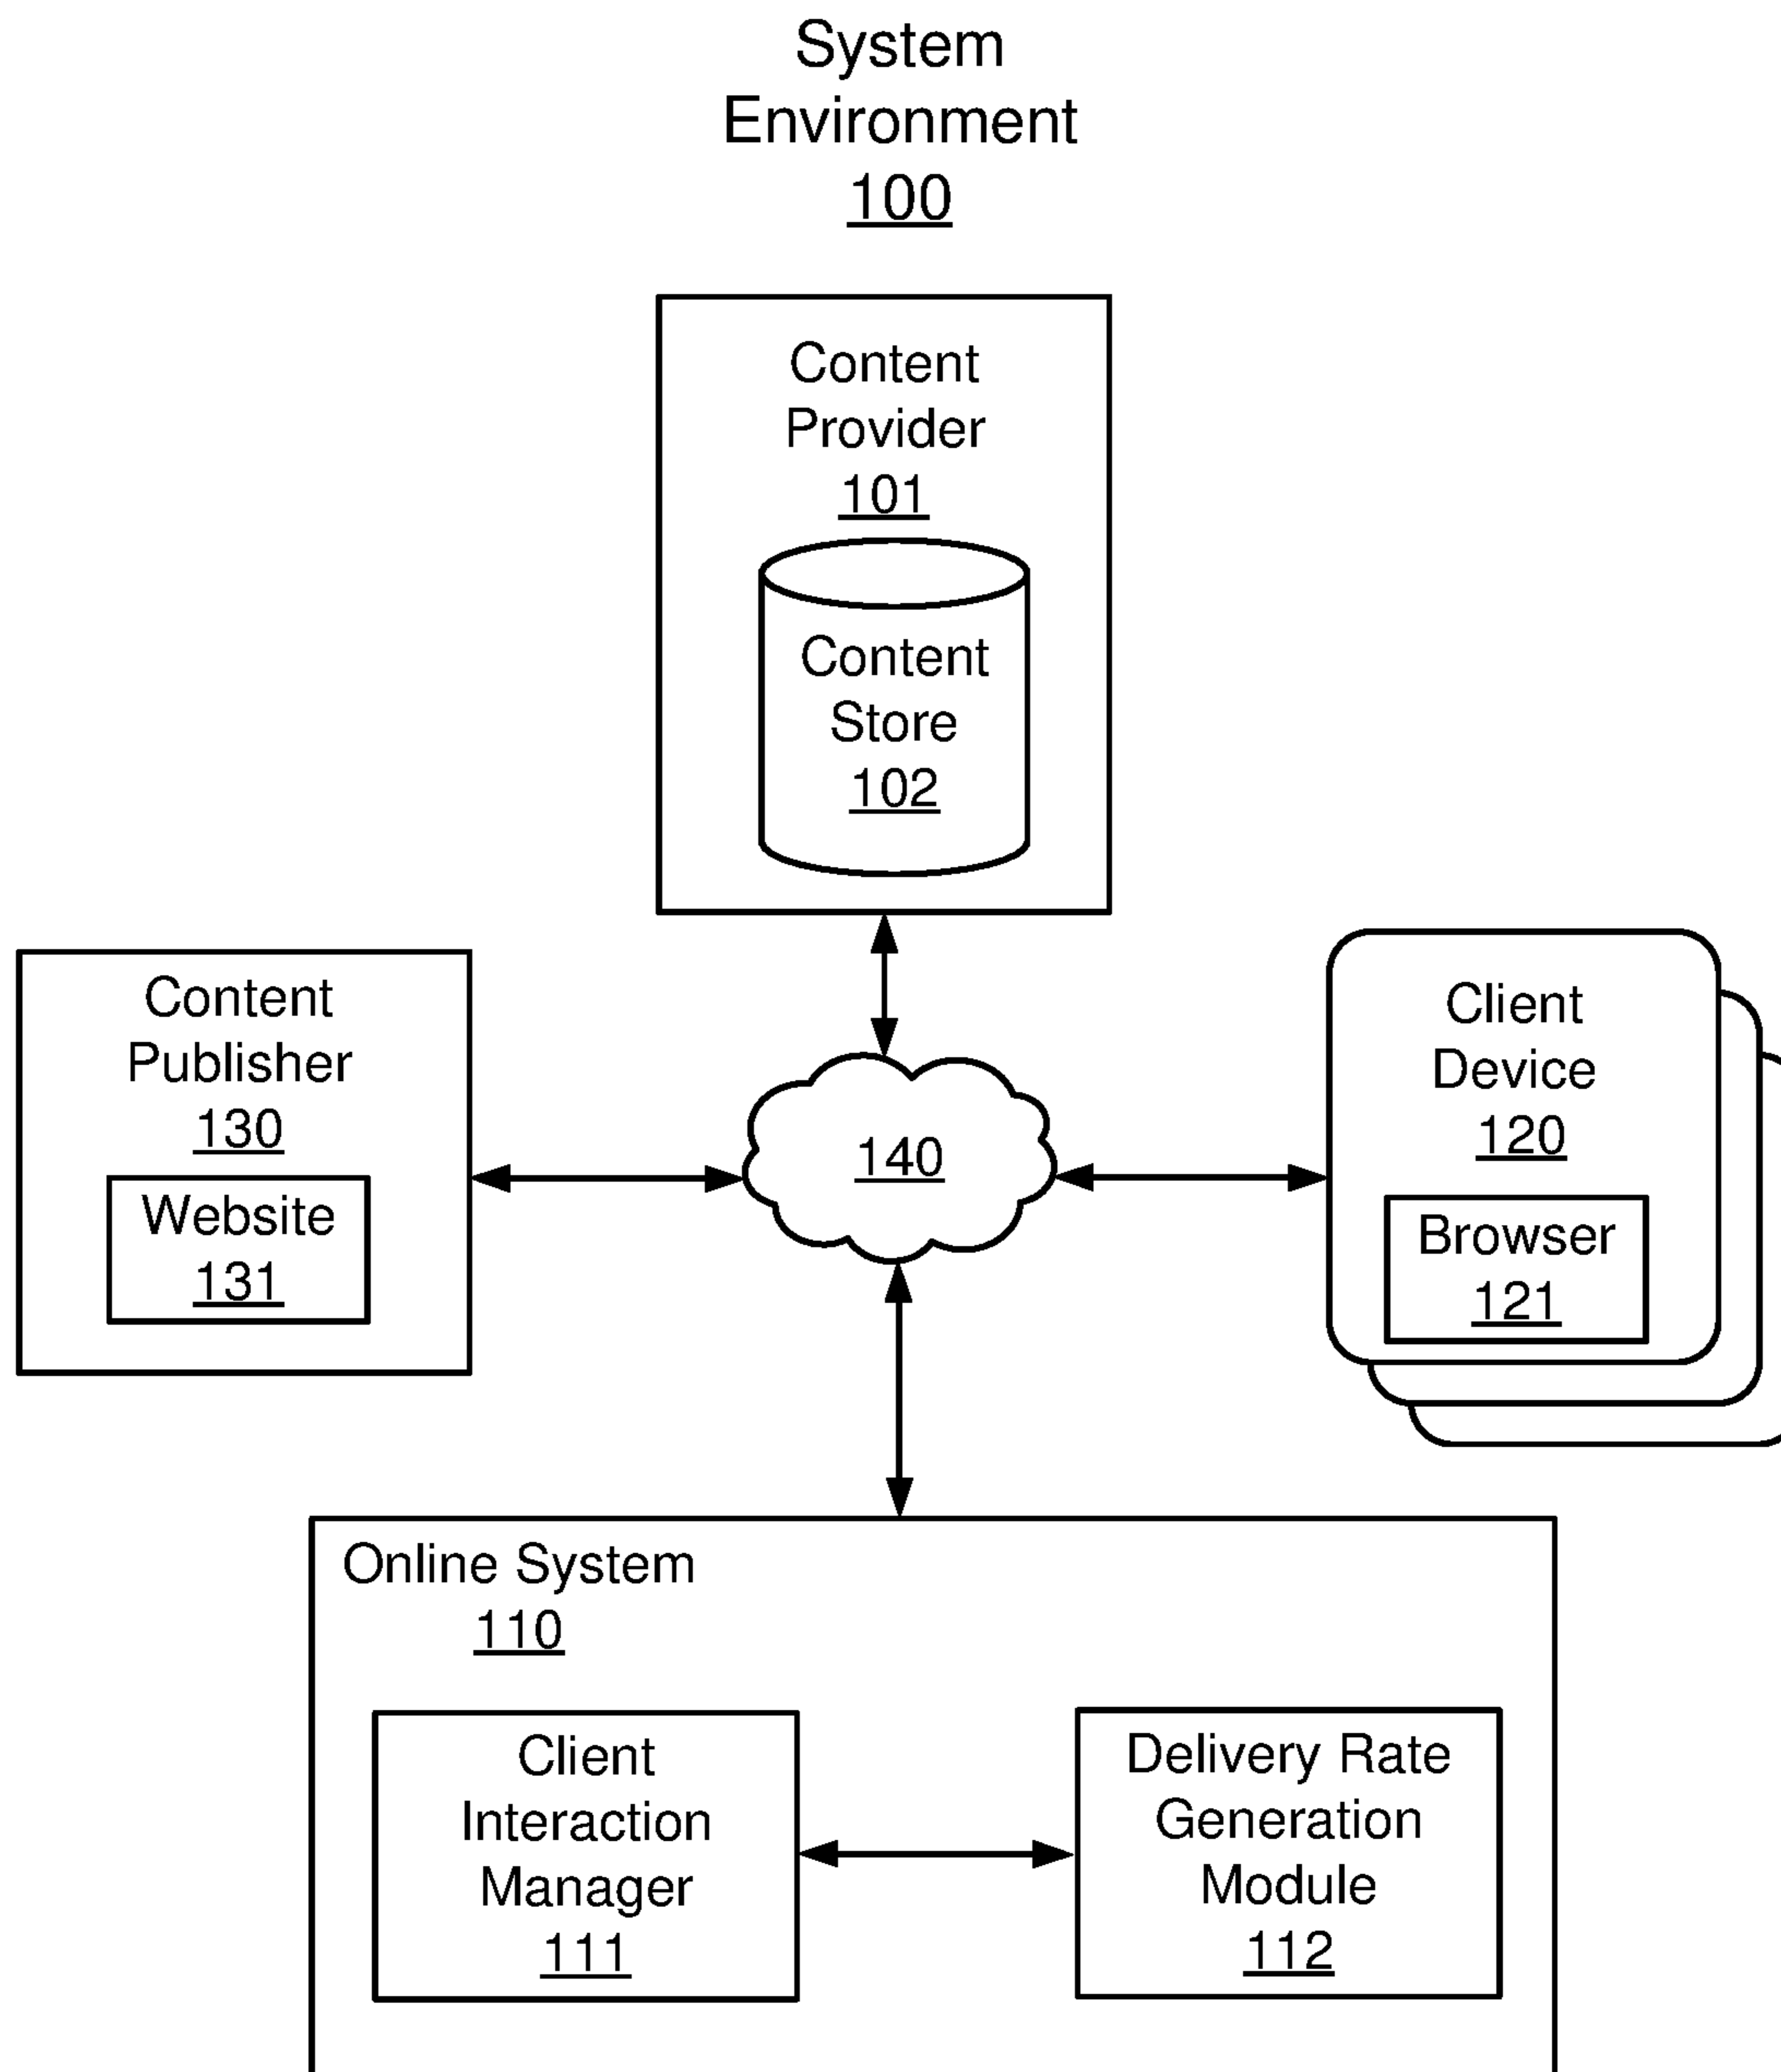 System
Environment
100
Content
Provider
101
Content
Store
102
Content
Publisher
130
Website
131
140
Client
Device
120
Browser
121
Online System
110
Client
Interaction
Manager
111
Delivery Rate
Generation
Module
112